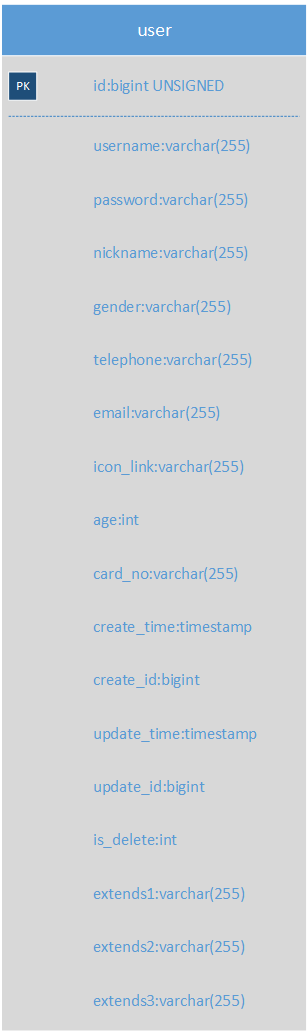 user
PK
id:bigint UNSIGNED
username:varchar(255)
password:varchar(255)
nickname:varchar(255)
gender:varchar(255)
telephone:varchar(255)
email:varchar(255)
icon_link:varchar(255)
age:int
card_no:varchar(255)
create_time:timestamp
create_id:bigint
update_time:timestamp
update_id:bigint
is_delete:int
extends1:varchar(255)
extends2:varchar(255)
extends3:varchar(255)